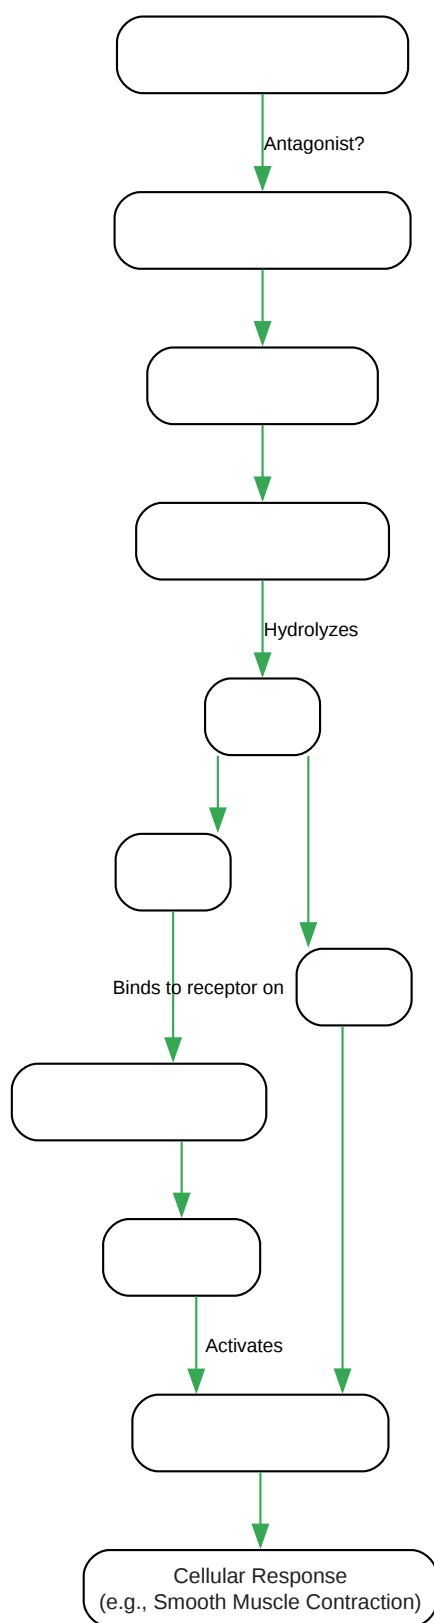 Antagonist?
Hydrolyzes
Binds to receptor on
Activates
Cellular Response
(e.g., Smooth Muscle Contraction)